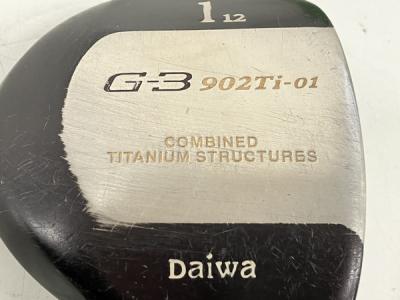 1 12
G-3 902Ti-01
COMBINED
TITANIUM STRUCTURES
Daiwa